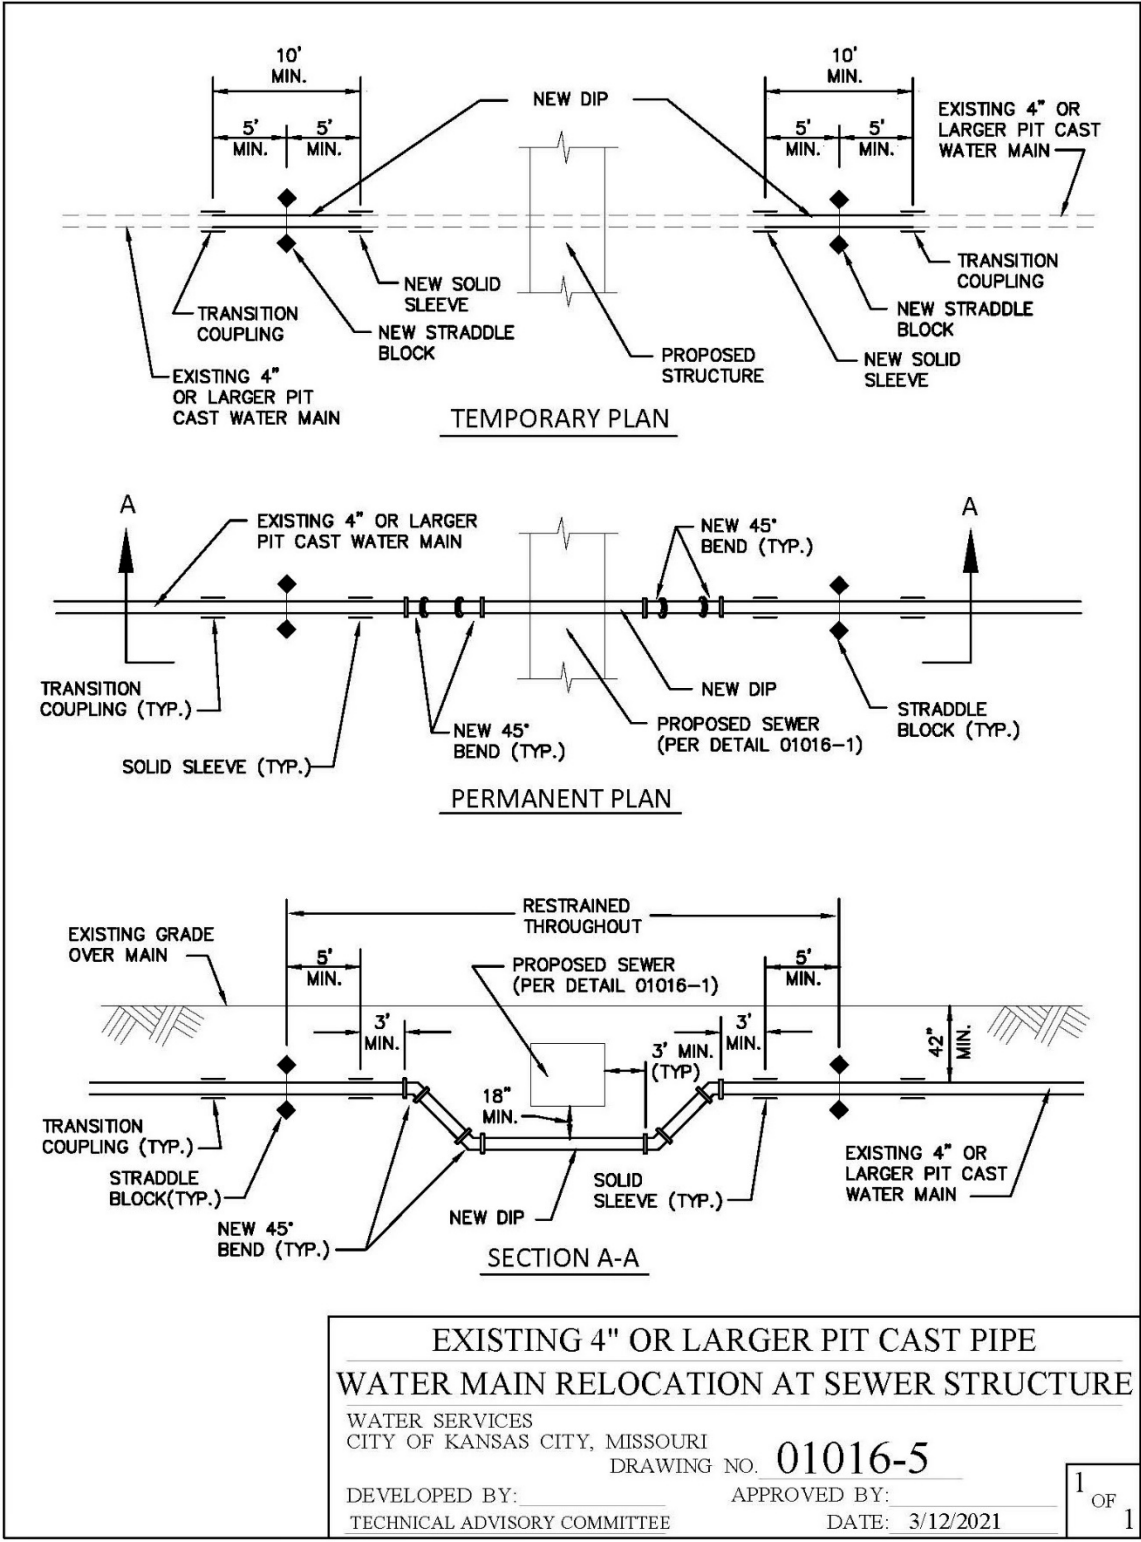 10'
MIN.
5'
MIN.
5'
MIN.
NEW DIP
10'
MIN.
5'
MIN.
5'
MIN.
EXISTING 4" OR
LARGER PIT CAST
WATER MAIN
TRANSITION
COUPLING
NEW SOLID
SLEEVE
NEW STRADDLE
BLOCK
EXISTING 4"
OR LARGER PIT
CAST WATER MAIN
PROPOSED
STRUCTURE
TRANSITION
COUPLING
NEW STRADDLE
BLOCK
NEW SOLID
SLEEVE
TEMPORARY PLAN
A
EXISTING 4" OR LARGER
PIT CAST WATER MAIN
NEW 45°
BEND (TYP.)
A
TRANSITION
COUPLING (TYP.)
SOLID SLEEVE (TYP.)
NEW 45°
BEND (TYP.)
NEW DIP
PROPOSED SEWER
(PER DETAIL 01016-1)
STRADDLE
BLOCK (TYP.)
PERMANENT PLAN
RESTRAINED
THROUGHOUT
EXISTING GRADE
OVER MAIN
5'
MIN.
PROPOSED SEWER
(PER DETAIL 01016-1)
5'
MIN.
3'
MIN.
3'
MIN.
3' MIN.
(TYP)
42"
MIN.
18"
MIN.
TRANSITION
COUPLING (TYP.)
STRADDLE
BLOCK(TYP.)
NEW 45°
BEND (TYP.)
NEW DIP
SOLID
SLEEVE (TYP.)
EXISTING 4" OR
LARGER PIT CAST
WATER MAIN
SECTION A-A
EXISTING 4" OR LARGER PIT CAST PIPE
WATER MAIN RELOCATION AT SEWER STRUCTURE
WATER SERVICES
CITY OF KANSAS CITY, MISSOURI
DRAWING NO. 01016-5
DEVELOPED BY:
TECHNICAL ADVISORY COMMITTEE
APPROVED BY:
DATE: 3/12/2021
1 OF 1